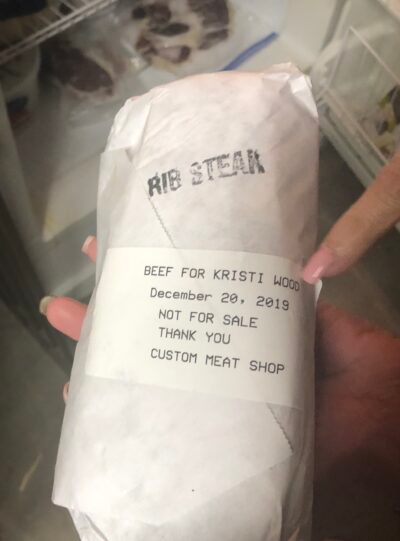 RIB STEAK
BEEF FOR KRISTI WOOD
December 20, 2019
NOT FOR SALE
THANK YOU
CUSTOM MEAT SHOP